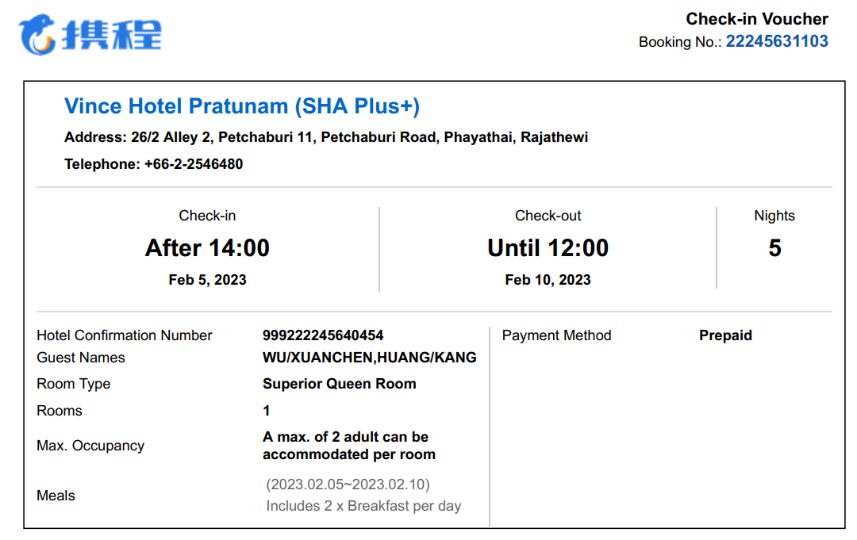 携程
Check-in Voucher
Booking No.: 22245631103
Vince Hotel Pratunam (SHA Plus+)
Address: 26/2 Alley 2, Petchaburi 11, Petchaburi Road, Phayathai, Rajathewi
Telephone: +66-2-2546480
Check-in
After 14:00
Feb 5, 2023
Check-out
Until 12:00
Feb 10, 2023
Nights
5
Hotel Confirmation Number 999222245640454
Guest Names WU/XUANCHEN,HUANG/KANG
Room Type Superior Queen Room
Rooms 1
Max. Occupancy A max. of 2 adult can be
accommodated per room
Meals (2023.02.05~2023.02.10)
Includes 2 x Breakfast per day
Payment Method Prepaid